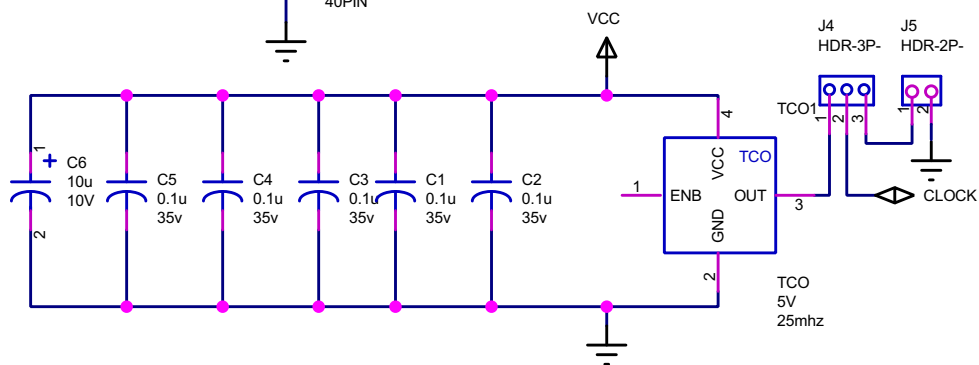 40PIN
VCC
J4
HDR-3P-
J5
HDR-2P-
TCO1
1
2
3
1
2
4
1
C6
10u
10V
2
C5
0.1u
35v
C4
0.1u
35v
C3
0.1u
35v
C1
0.1u
35v
C2
0.1u
35v
VCC
TCO
1
ENB
OUT
3
GND
2
CLOCK
TCO
5V
25mhz